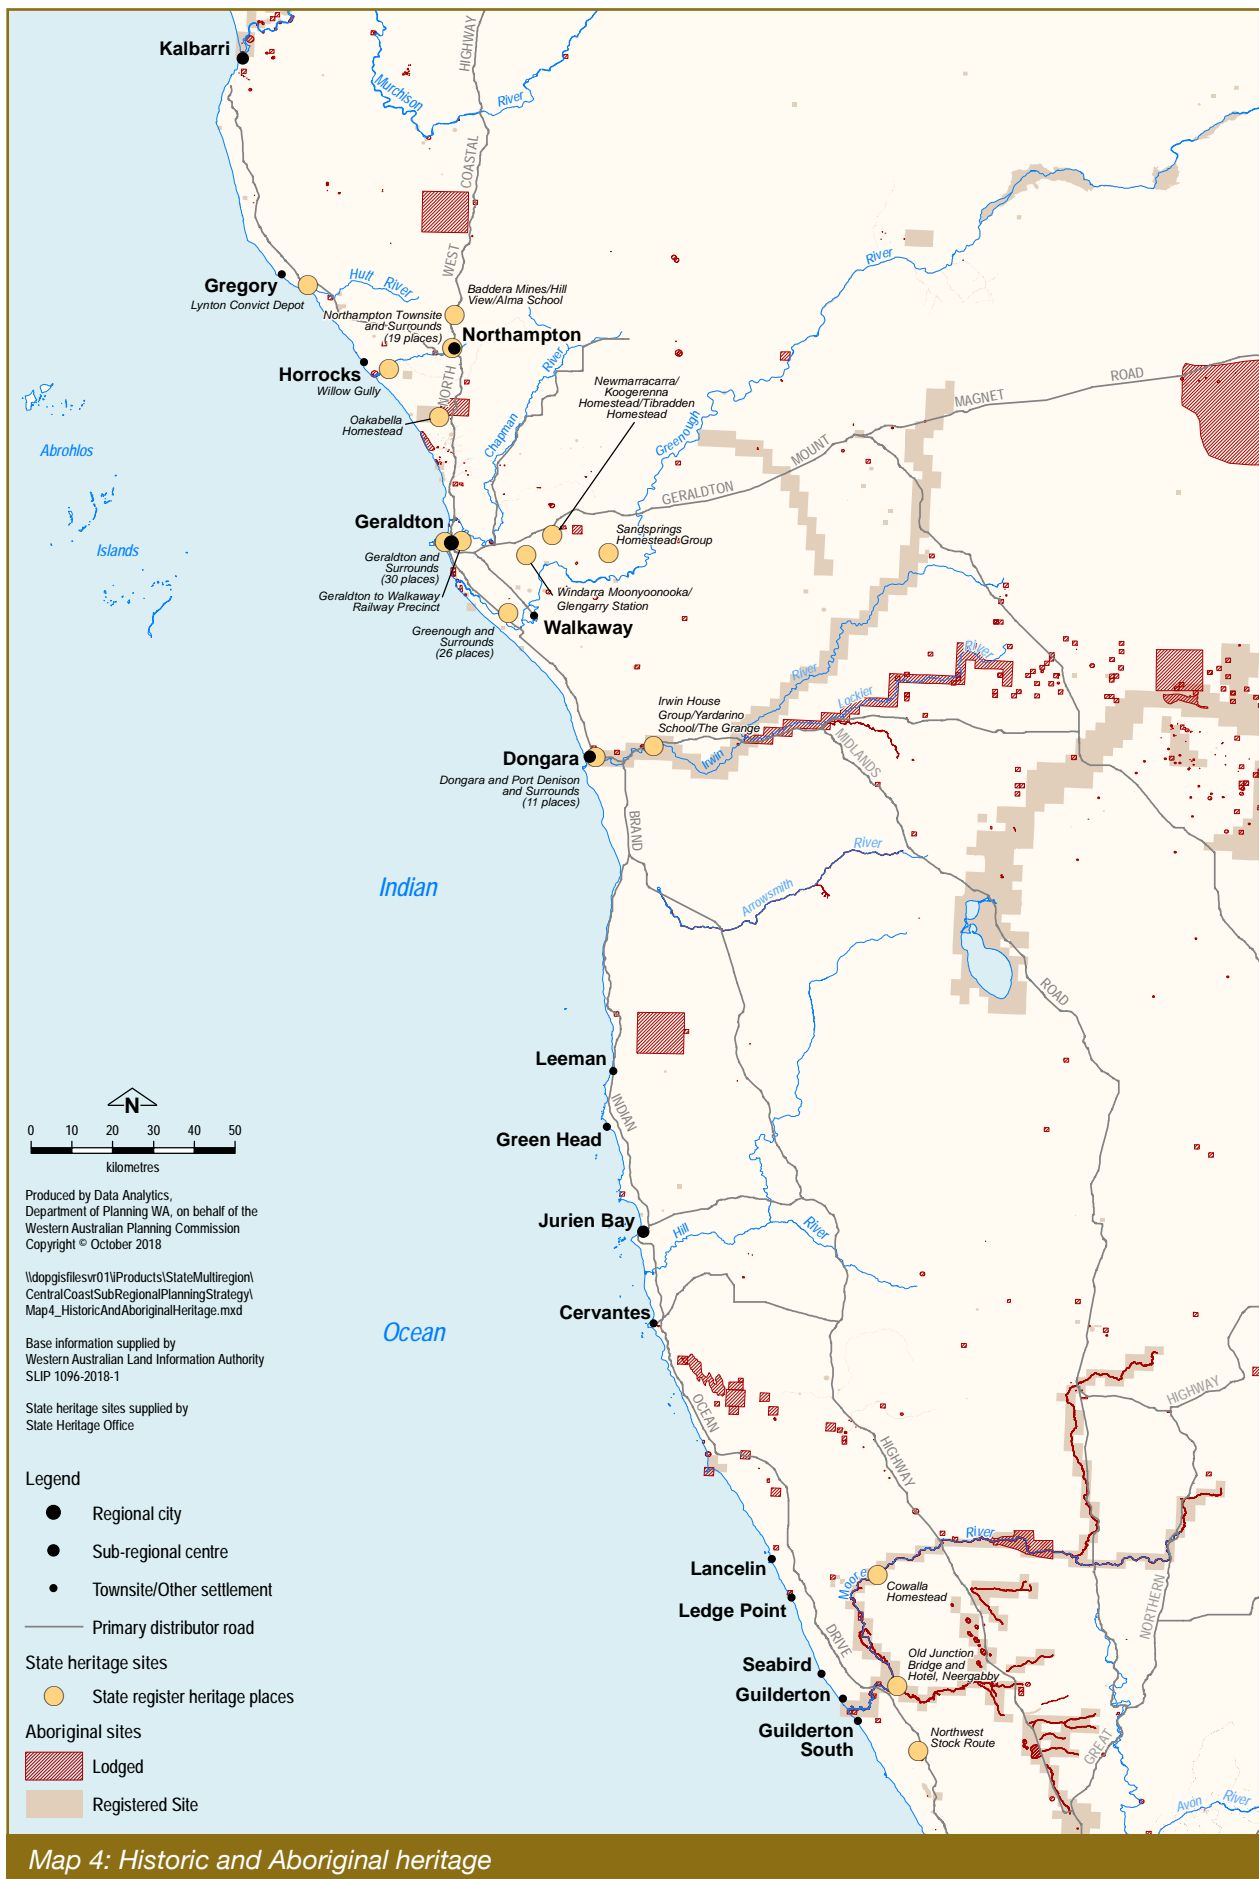 Kalbarri
HIGHWAY
Murchison
River
COASTAL
WEST
River
Gregory
Hutt River
Lynton Convict Depot
Baddera Mines/Hill
View/Alma School
Northampton Townsite
and Surrounds
(19 places)
Northampton
River
Horrocks
Willow Gully
NORTH
Newmarracarra/
Koogerenna
Homestead/Tibradden
Homestead
ROAD
MAGNET
Oakabella
Homestead
Chapman
Greenough
MOUNT
Abrohlos
GERALDTON
Geraldton
Sandsprings
Homestead Group
Islands
Geraldton and
Surrounds
(30 places)
Geraldton to Walkaway
Railway Precinct
Windarra Moonyoonooka/
Glengarry Station
Walkaway
Greenough and
Surrounds
(26 places)
River
River
Lockier
Irwin House
Group/Yardarino
School/The Grange
Irwin
MIDLANDS
Dongara
Dongara and Port Denison
and Surrounds
(11 places)
BRAND
River
Arrowsmith
Indian
ROAD
Leeman
INDIAN
Green Head
N
0 10 20 30 40 50
kilometres
Produced by Data Analytics,
Department of Planning WA, on behalf of the
Western Australian Planning Commission
Copyright © October 2018
Jurien Bay
Hill
River
\\dopgisfilesvr01\iProducts\StateMultiregion\
CentralCoastSubRegionalPlanningStrategy\
Map4_HistoricAndAboriginalHeritage.mxd
Cervantes
Ocean
Base information supplied by
Western Australian Land Information Authority
SLIP 1096-2018-1
State heritage sites supplied by
State Heritage Office
OCEAN
HIGHWAY
HIGHWAY
Legend
Regional city
Sub-regional centre
Townsite/Other settlement
Primary distributor road
State heritage sites
State register heritage places
Aboriginal sites
Lodged
Registered Site
River
Lancelin
Moore
Cowalla
Homestead
Ledge Point
NORTHERN
DRIVE
Old Junction
Bridge and
Hotel, Neergabby
Seabird
Guilderton
Guilderton
South
Northwest
Stock Route
GREAT
Avon River
Map 4: Historic and Aboriginal heritage